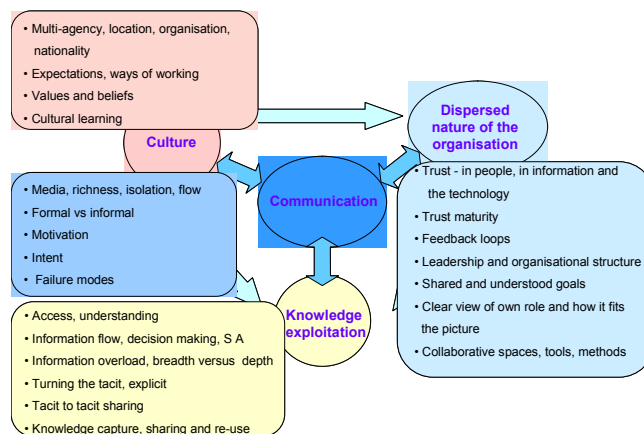 • Multi-agency, location, organisation,
nationality
• Expectations, ways of working
• Values and beliefs
• Cultural learning
Culture
Dispersed
nature of the
organisation
Communication
• Media, richness, isolation, flow
• Formal vs informal
• Motivation
• Intent
• Failure modes
• Trust - in people, in information and
the technology
• Trust maturity
• Feedback loops
• Leadership and organisational structure
• Shared and understood goals
• Clear view of own role and how it fits
the picture
• Collaborative spaces, tools, methods
Knowledge
exploitation
• Access, understanding
• Information flow, decision making, S A
• Information overload, breadth versus depth
• Turning the tacit, explicit
• Tacit to tacit sharing
• Knowledge capture, sharing and re-use